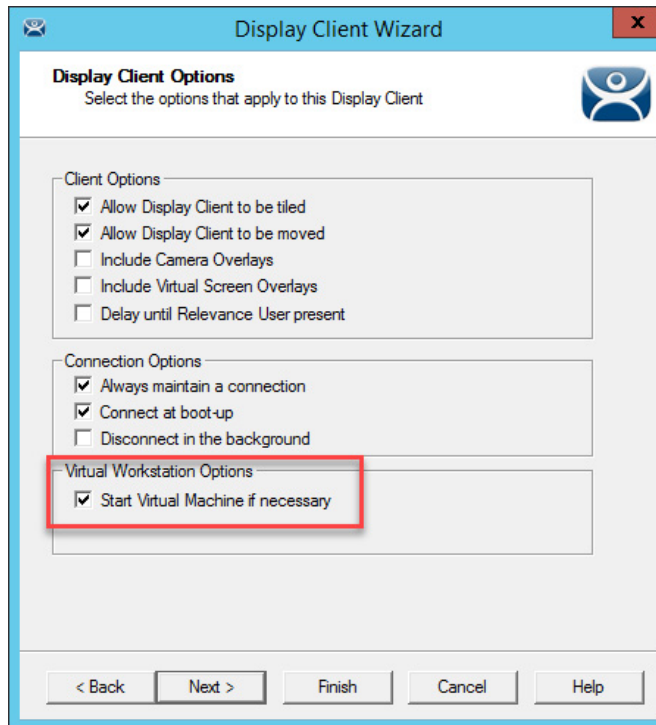 Display Client Wizard
x
Display Client Options
Select the options that apply to this Display Client
Client Options
Allow Display Client to be tiled
Allow Display Client to be moved
Include Camera Overlays
Include Virtual Screen Overlays
Delay until Relevance User present
Connection Options
Always maintain a connection
Connect at boot-up
Disconnect in the background
Virtual Workstation Options
Start Virtual Machine if necessary
< Back Next > Finish Cancel Help